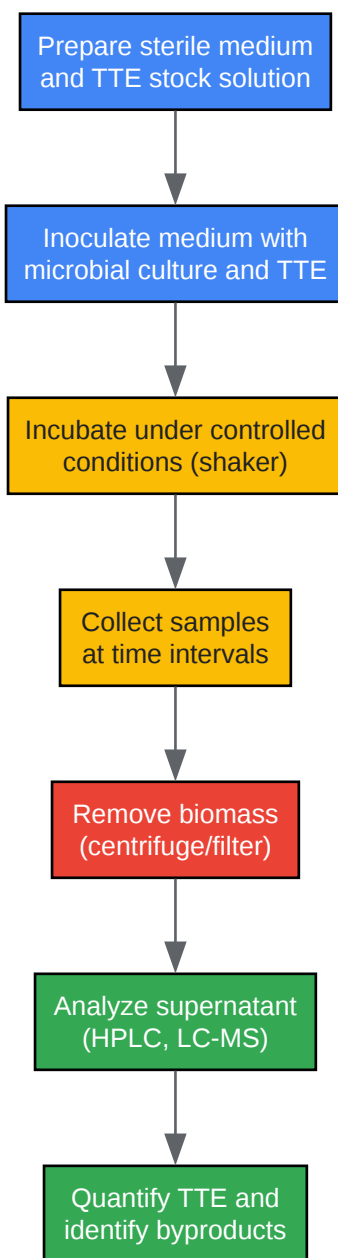 Prepare sterile medium
and TTE stock solution
Inoculate medium with
microbial culture and TTE
Incubate under controlled
conditions (shaker)
Collect samples
at time intervals
Remove biomass
(centrifuge/filter)
Analyze supernatant
(HPLC, LC-MS)
Quantify TTE and
identify byproducts